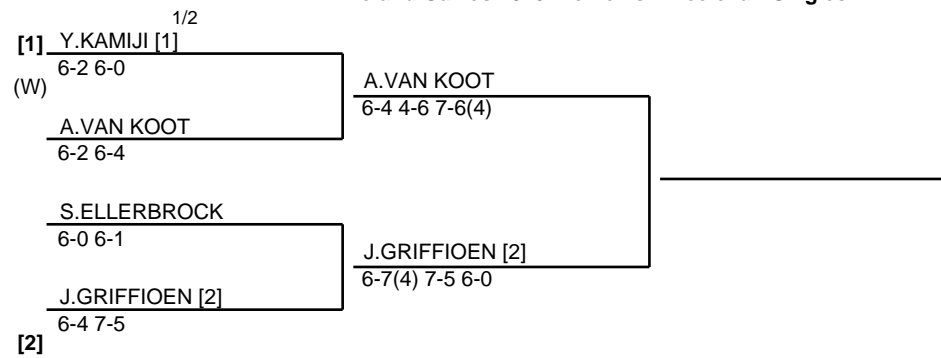 1/2
[1] Y.KAMIJI [1]
6-2 6-0
(W)
A.VAN KOOT
6-4 4-6 7-6(4)
A.VAN KOOT
6-2 6-4
S.ELLERBROCK
6-0 6-1
J.GRIFFIOEN [2]
6-7(4) 7-5 6-0
J.GRIFFIOEN [2]
6-4 7-5
[2]